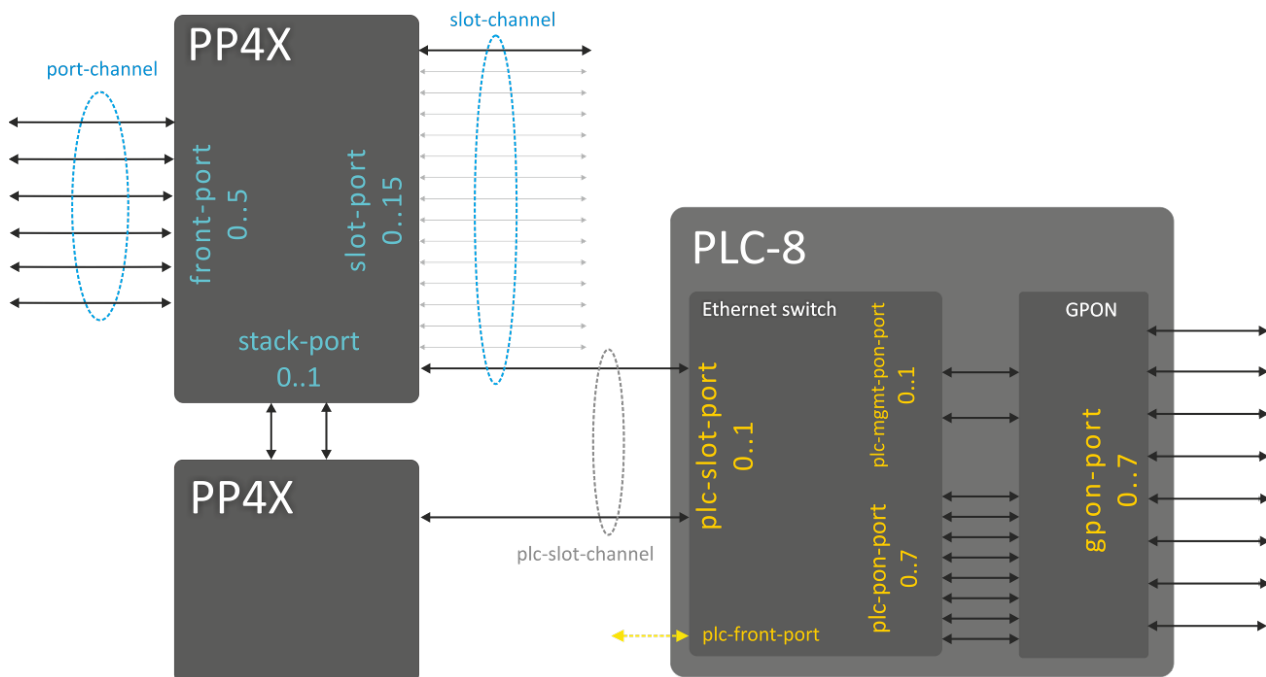 slot-channel
PP4X
port-channel
front-port
0..5
slot-port
0..15
stack-port
0..1
PP4X
plc-slot-channel
PLC-8
Ethernet switch
plc-slot-port
0..1
plc-mgmt-pon-port
0..1
plc-pon-port
0..7
plc-front-port
GPON
gpon-port
0..7